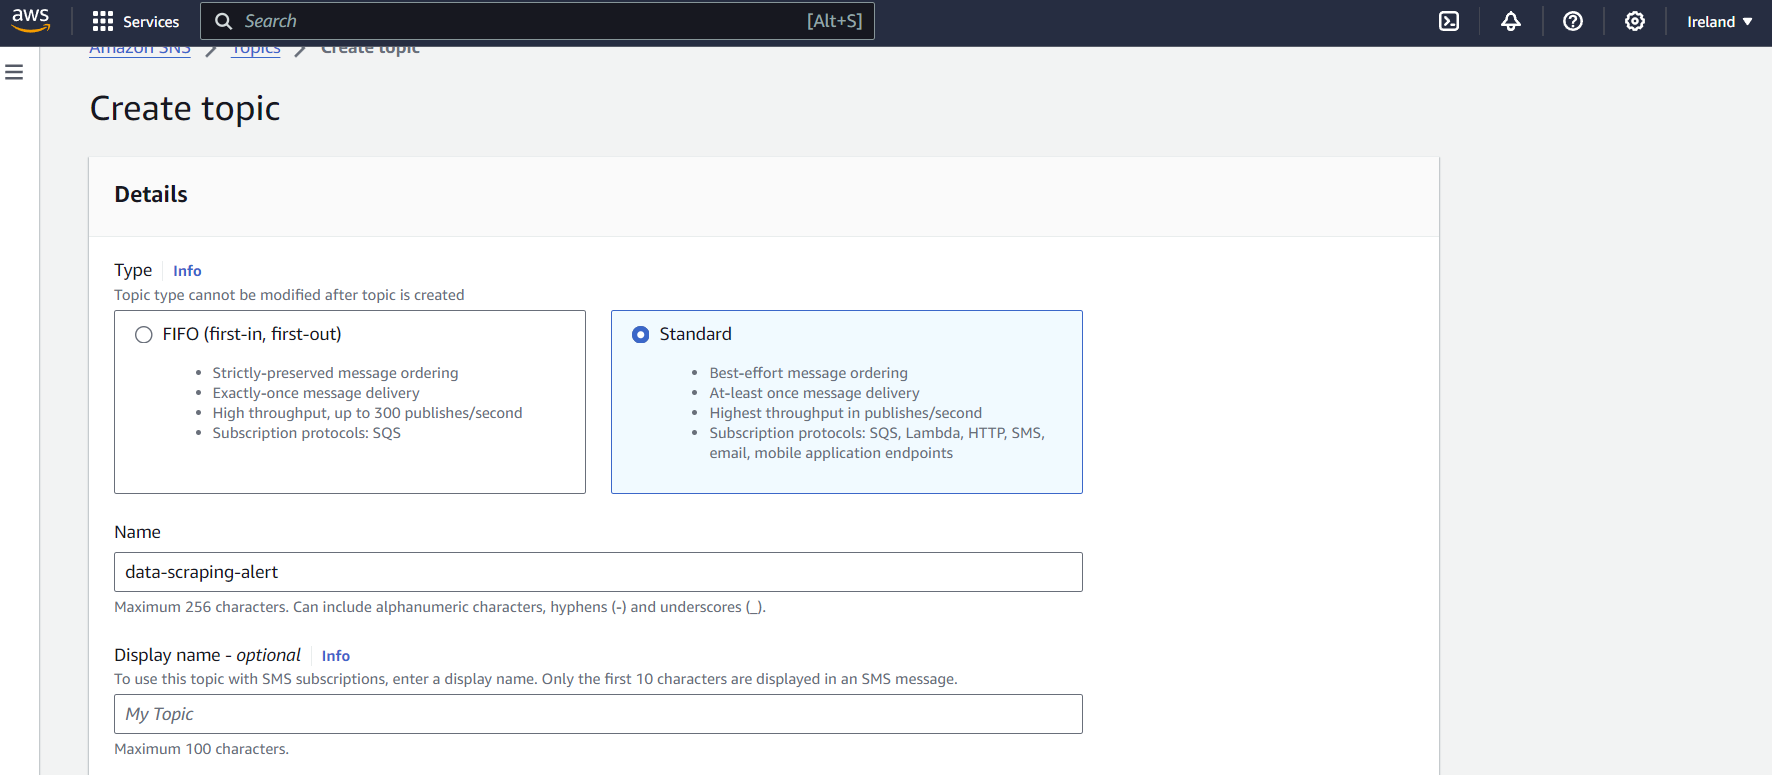 aws
Services
Search
[Alt+S]
Ireland
Amazon SNS
Topics
Create topic
Create topic
Details
Type
Info
Topic type cannot be modified after topic is created
FIFO (first-in, first-out)
Strictly-preserved message ordering
Exactly-once message delivery
High throughput, up to 300 publishes/second
Subscription protocols: SQS
Standard
Best-effort message ordering
At-least once message delivery
Highest throughput in publishes/second
Subscription protocols: SQS, Lambda, HTTP, SMS,
email, mobile application endpoints
Name
data-scraping-alert
Maximum 256 characters. Can include alphanumeric characters, hyphens (-) and underscores (_).
Display name - optional
Info
To use this topic with SMS subscriptions, enter a display name. Only the first 10 characters are displayed in an SMS message.
My Topic
Maximum 100 characters.